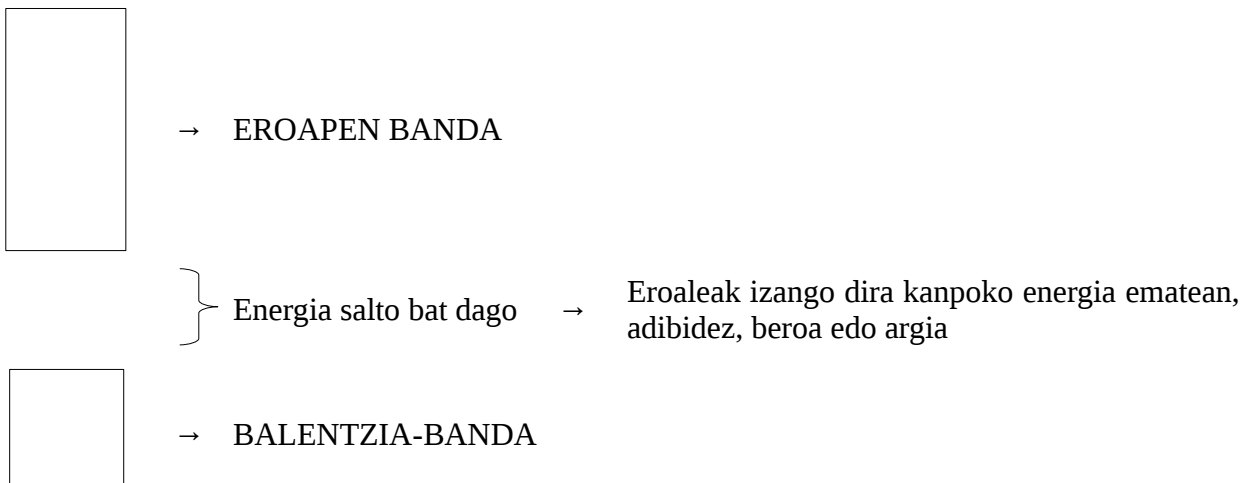 → EROAPEN BANDA
Energia salto bat dago → Eroaleak izango dira kanpoko energia ematean,
adibidez, beroa edo argia
→ BALENTZIA-BANDA